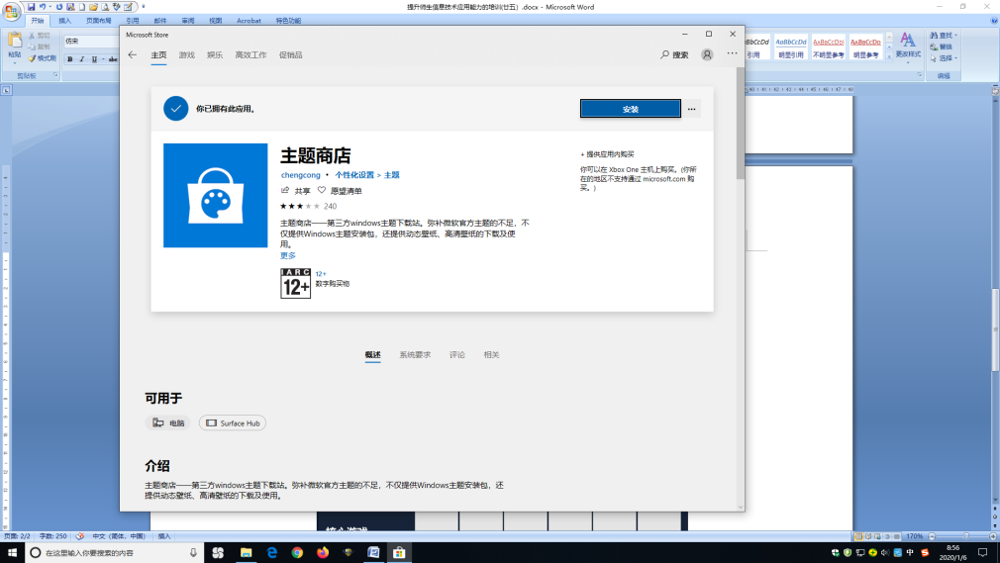 提升师生信息技术应用能力的培训(廿五) .docx - Microsoft Word
开始 插入 页面布局 引用 邮件 审阅 视图 Acrobat 特色功能
粘贴
剪切
复制
格式刷
剪贴板
仿宋
Microsoft Store
主页 游戏 娱乐 高效工作 促销品
搜索
你已拥有此应用。
安装
主题商店
chengcong • 个性化设置 > 主题
共享 愿望清单
240
主题商店——第三方windows主题下载站。弥补微软官方主题的不足，不
仅提供Windows主题安装包，还提供动态壁纸、高清壁纸的下载及使
用。
更多
IARC
12+
12+
数字购买物
+ 提供应用内购买
你可以在 Xbox One 主机上购买。(你所
在的地区不支持通过 microsoft.com 购
买。)
概述 系统要求 评论 相关
可用于
电脑 Surface Hub
介绍
主题商店——第三方windows主题下载站。弥补微软官方主题的不足，不仅提供Windows主题安装包，还
提供动态壁纸、高清壁纸的下载及使用。
BbCcDd AaBbCcDd AaBbCcDd AaBbCcDd
引用 明显引用 不明显参考 明显参考
更改样式
查找
替换
选择
编辑
页面: 2/2 字数: 250 中文（简体，中国） 插入
170%
在这里输入你要搜索的内容
中
8:56
2020/1/6